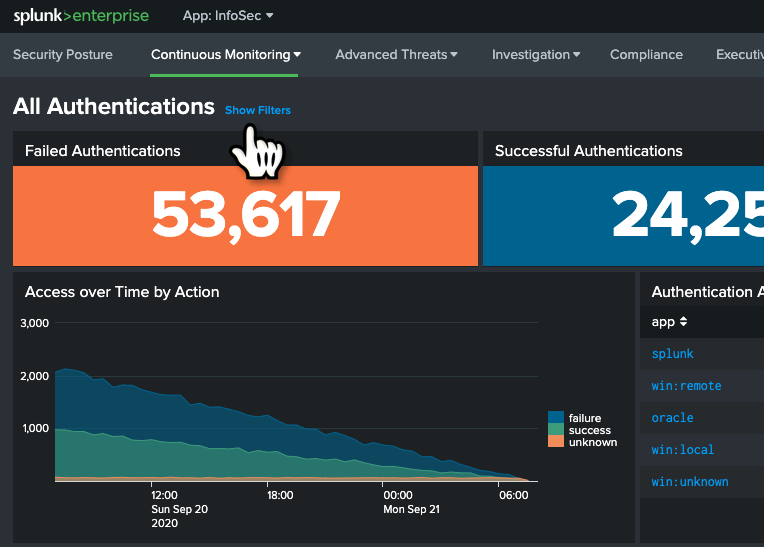 splunk>enterprise App: InfoSec
Security Posture Continuous Monitoring Advanced Threats Investigation Compliance
All Authentications Show Filters
Failed Authentications
Successful Authentications
53,617
24,25
Access over Time by Action
3,000
2,000
1,000
failure
success
unknown
12:00
Sun Sep 20
2020
18:00
00:00
Mon Sep 21
06:00
Authentication A
app
splunk
win:remote
oracle
win:local
win:unknown